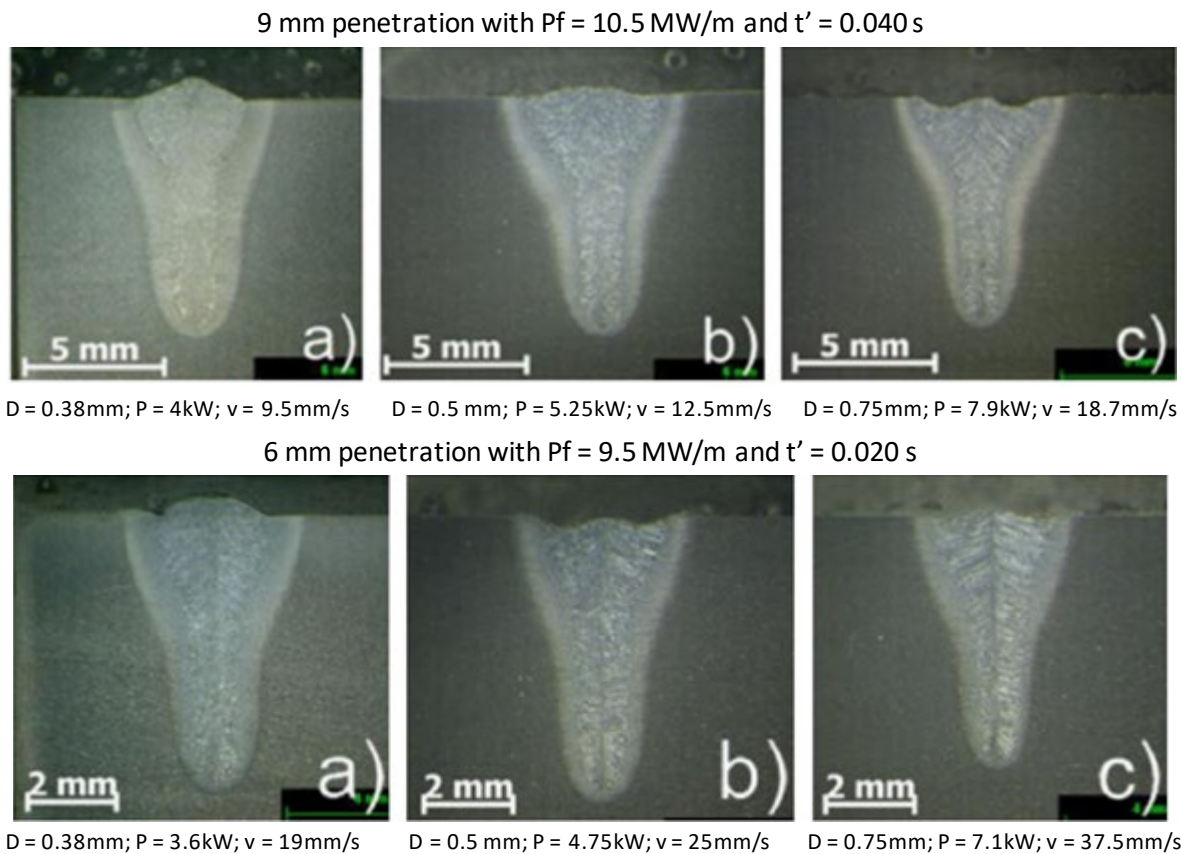 9 mm penetration with Pf = 10.5 MW/m and t' = 0.040 s
a)
b)
c)
5 mm
5 mm
5 mm
D = 0.38mm; P = 4kW; v = 9.5mm/s
D = 0.5 mm; P = 5.25kW; v = 12.5mm/s
D = 0.75mm; P = 7.9kW; v = 18.7mm/s
6 mm penetration with Pf = 9.5 MW/m and t' = 0.020 s
a)
b)
c)
2 mm
2 mm
2 mm
D = 0.38mm; P = 3.6kW; v = 19mm/s
D = 0.5 mm; P = 4.75kW; v = 25mm/s
D = 0.75mm; P = 7.1kW; v = 37.5mm/s